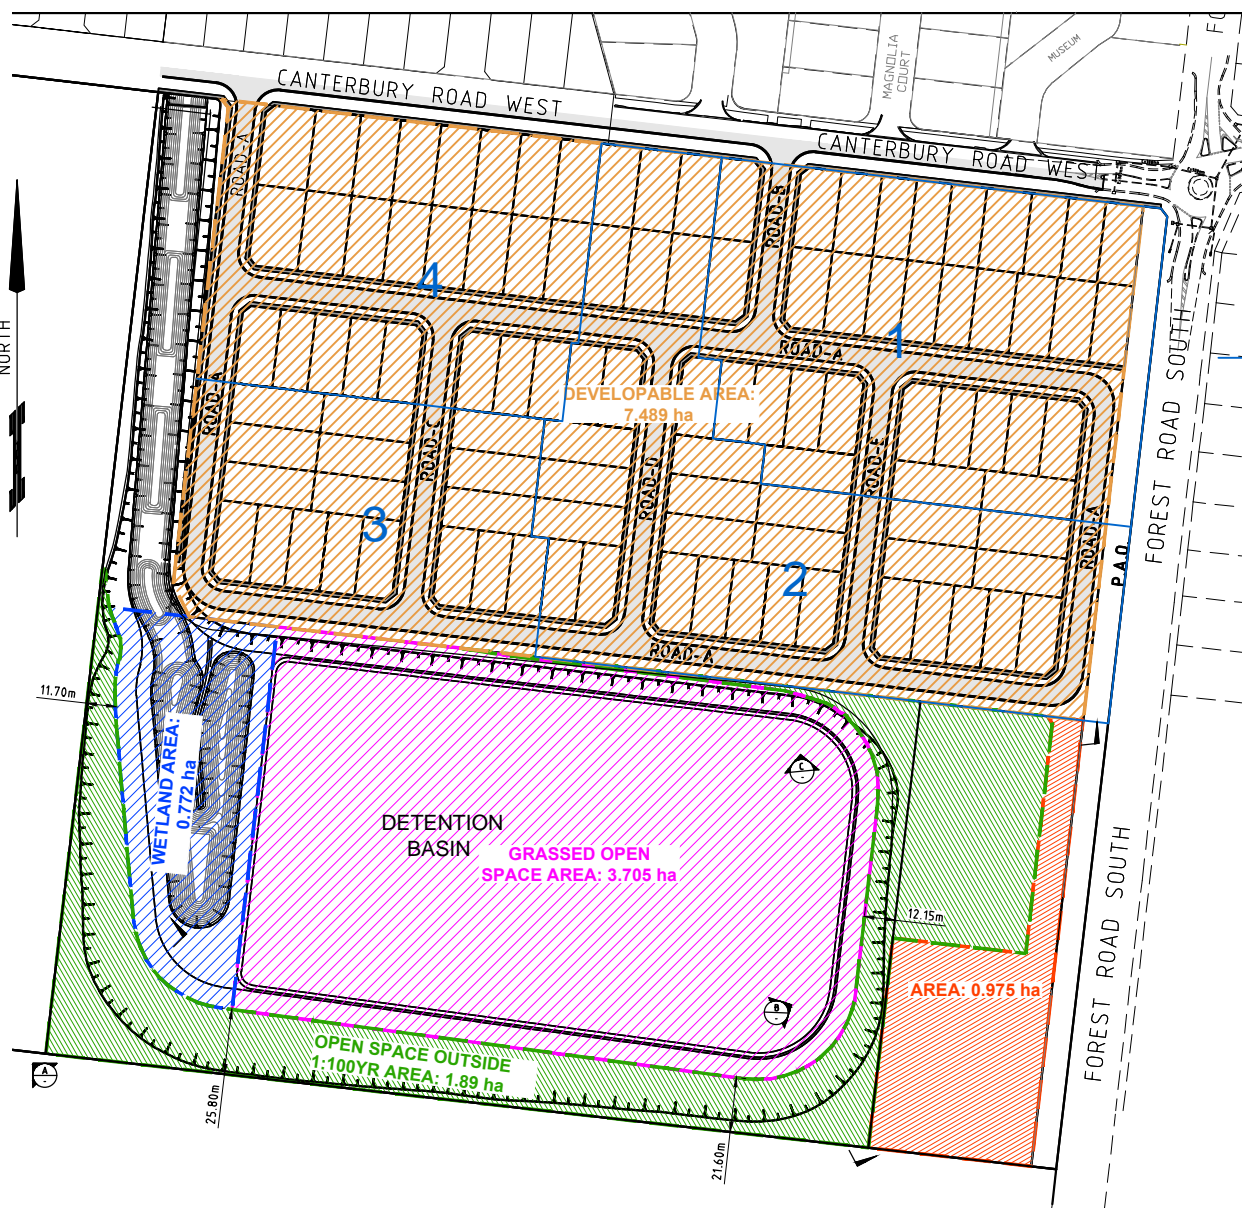 FO
MAGNOLIA
COURT
MUSEUM
CANTERBURY ROAD WEST
CANTERBURY ROAD WEST
ROAD-A
ROAD-B
NORTH
4
1
ROAD-A
FOREST ROAD SOUTH
DEVELOPABLE AREA:
7.489 ha
ROAD-A
ROAD-C
ROAD-D
ROAD-E
3
2
ROAD-A
P.A.O
ROAD-A
11.70m
WETLAND AREA:
0.772 ha
C
-
DETENTION
BASIN
GRASSED OPEN
SPACE AREA: 3.705 ha
12.15m
FOREST ROAD SOUTH
AREA: 0.975 ha
B
-
OPEN SPACE OUTSIDE
1:100YR AREA: 1.89 ha
A
-
25.80m
21.60m